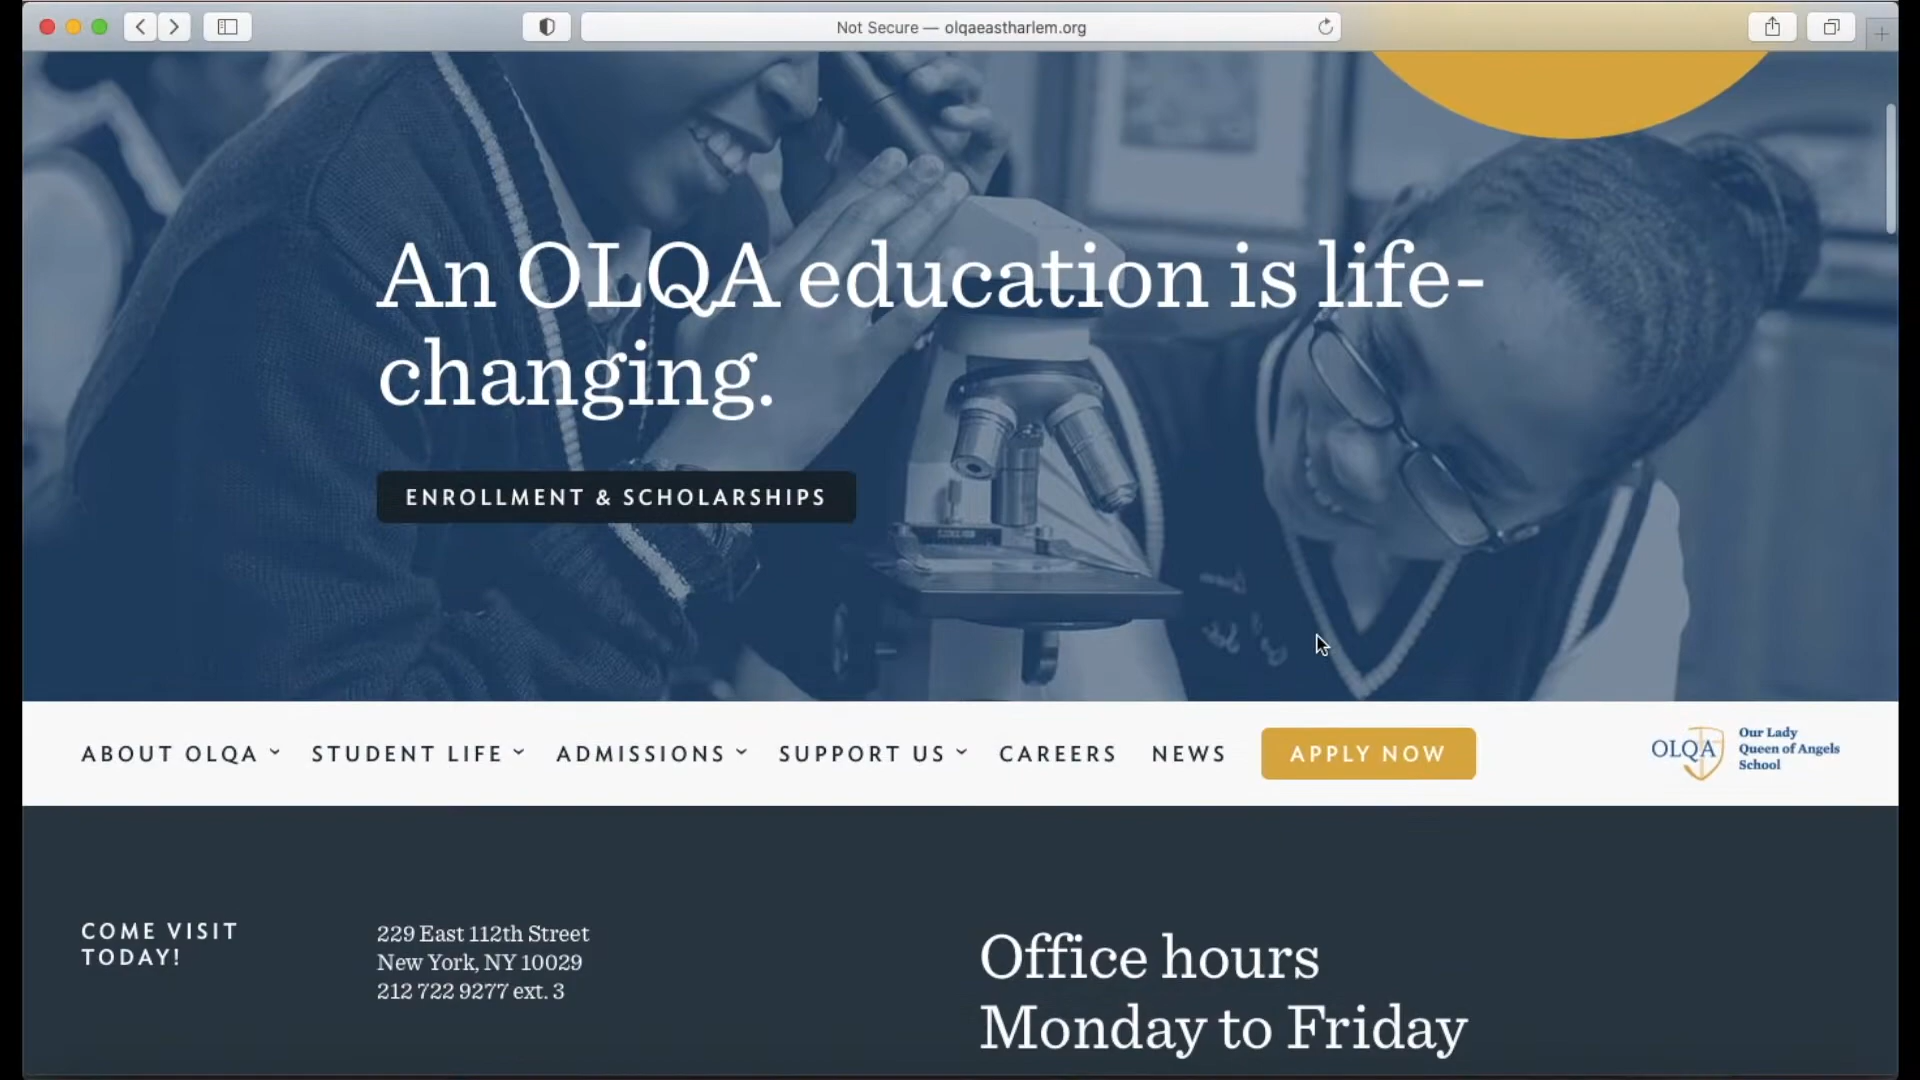 Not Secure — olqaeastharlem.org
An OLQA education is life-
changing.
ENROLLMENT & SCHOLARSHIPS
ABOUT OLQA STUDENT LIFE ADMISSIONS SUPPORT US CAREERS NEWS APPLY NOW
OLQA
Our Lady
Queen of Angels
School
COME VISIT
TODAY!
229 East 112th Street
New York, NY 10029
212 722 9277 ext. 3
Office hours
Monday to Friday